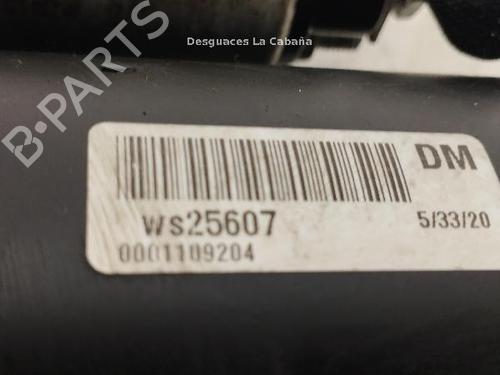 Desguaces La Cabaña
B-PARTS
DM
ws25607
5/33/20
0001109204